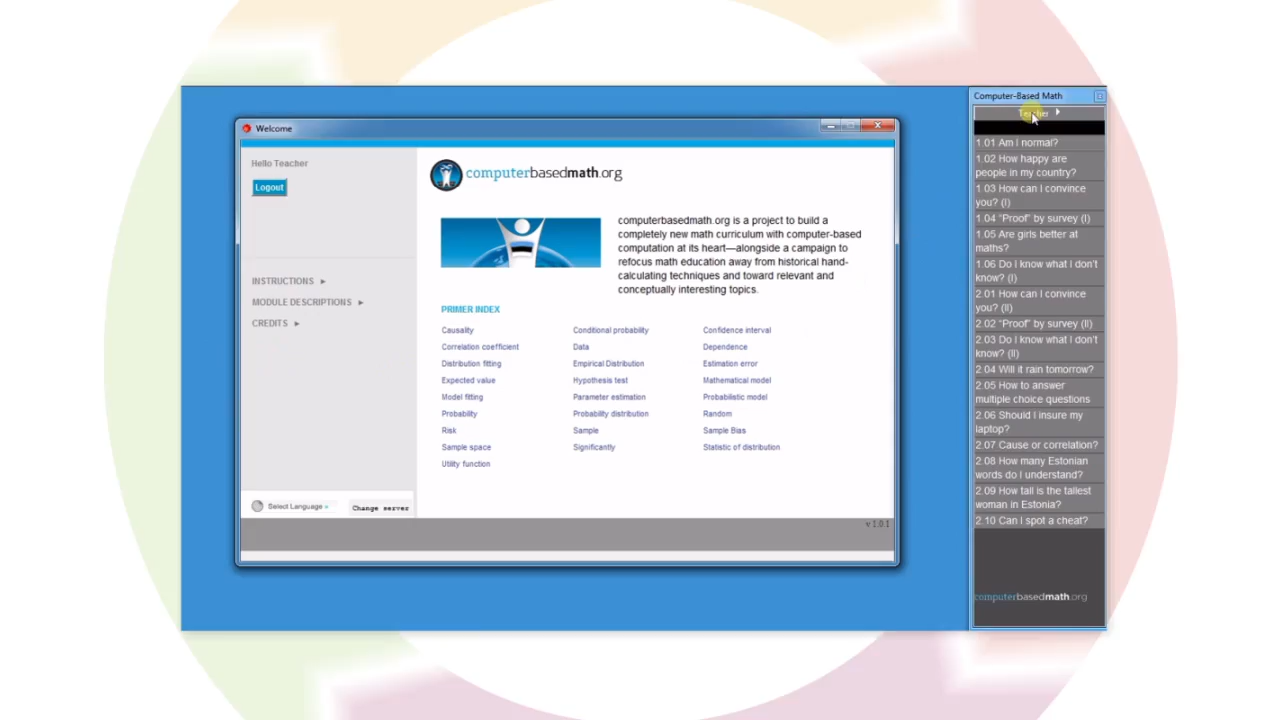 Welcome
Hello Teacher
Logout
INSTRUCTIONS
MODULE DESCRIPTIONS
CREDITS
Select Language
Change server
computerbasedmath.org
computerbasedmath.org is a project to build a
completely new math curriculum with computer-based
computation at its heart—alongside a campaign to
refocus math education away from historical hand-
calculating techniques and toward relevant and
conceptually interesting topics.
PRIMER INDEX
Causality Conditional probability Confidence interval
Correlation coefficient Data Dependence
Distribution fitting Empirical Distribution Estimation error
Expected value Hypothesis test Mathematical model
Model fitting Parameter estimation Probabilistic model
Probability Probability distribution Random
Risk Sample Sample Bias
Sample space Significantly Statistic of distribution
Utility function
v 1.0.1
Computer-Based Math
Teacher
1.01 Am I normal?
1.02 How happy are
people in my country?
1.03 How can I convince
you? (I)
1.04 "Proof" by survey (I)
1.05 Are girls better at
maths?
1.06 Do I know what I don't
know? (I)
2.01 How can I convince
you? (II)
2.02 "Proof" by survey (II)
2.03 Do I know what I don't
know? (II)
2.04 Will it rain tomorrow?
2.05 How to answer
multiple choice questions
2.06 Should I insure my
laptop?
2.07 Cause or correlation?
2.08 How many Estonian
words do I understand?
2.09 How tall is the tallest
woman in Estonia?
2.10 Can I spot a cheat?
computerbasedmath.org